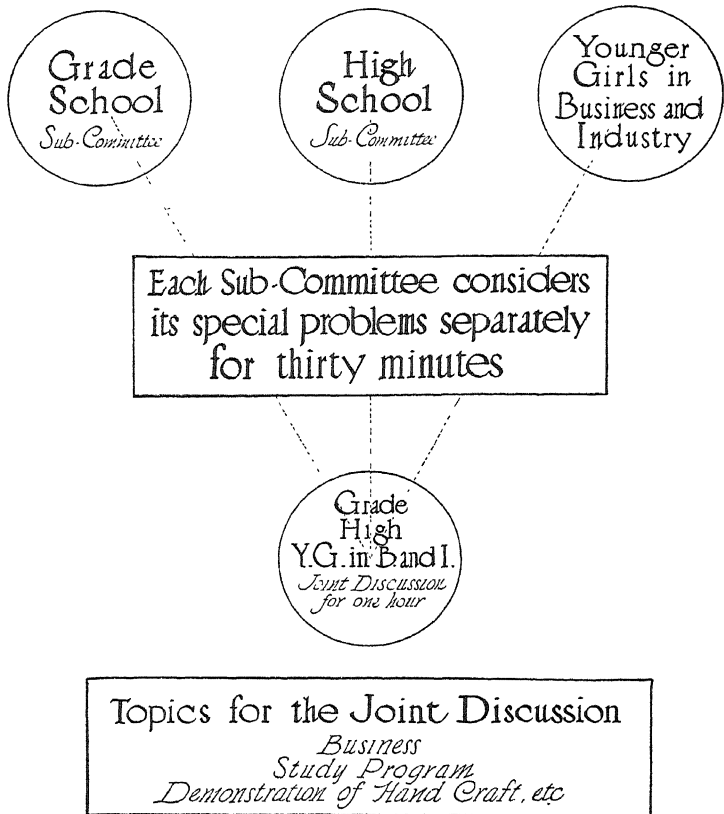 Grade
School
Sub-Committee
High
School
Sub-Committee
Younger
Girls in
Business and
Industry
Each Sub-Committee considers
its special problems separately
for thirty minutes
Grade
High
Y.G. in B and I.
Joint Discussion
for one hour
Topics for the Joint Discussion
Business
Study Program
Demonstration of Hand Craft, etc